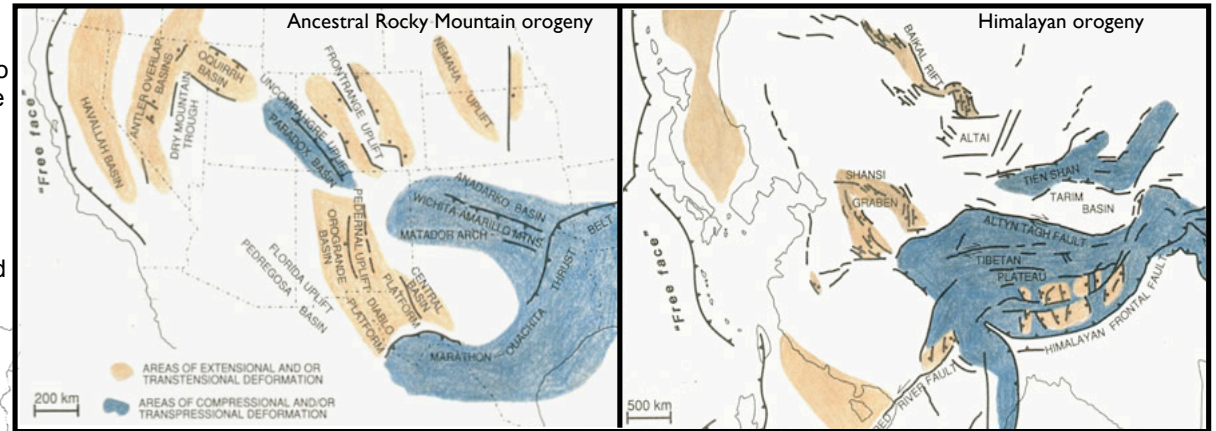 Ancestral Rocky Mountain orogeny
"Free face"
HAVALLAH BASIN
ANTLER OVERLAP
BASINS
DRY MOUNTAIN
TROUGH
OQUIRRH
BASIN
UNCOMPAHGRE UPLIFT
PARADOX BASIN
FRONTRANGE UPLIFT
NEMAHA
UPLIFT
ANADARKO BASIN
WICHITA-AMARILLO MTNS
MATADOR ARCH
PEDERNAL UPLIFT
OROGRANDE
BASIN
FLORIDA UPLIFT
PEDREGOSA BASIN
DIABLO
PLATFORM
CENTRAL
BASIN
PLATFORM
MARATHON
OUACHITA
THRUST
BELT
AREAS OF EXTENSIONAL AND OR
TRANSTENSIONAL DEFORMATION
AREAS OF COMPRESSIONAL AND/OR
TRANSPRESSIONAL DEFORMATION
200 km
Himalayan orogeny
"Free face"
BAIKAL RIFT
ALTAI
SHANSI
GRABEN
TIEN SHAN
TARIM
BASIN
ALTYN TAGH FAULT
TIBETAN
PLATEAU
HIMALAYAN FRONTAL FAULT
RED RIVER FAULT
500 km